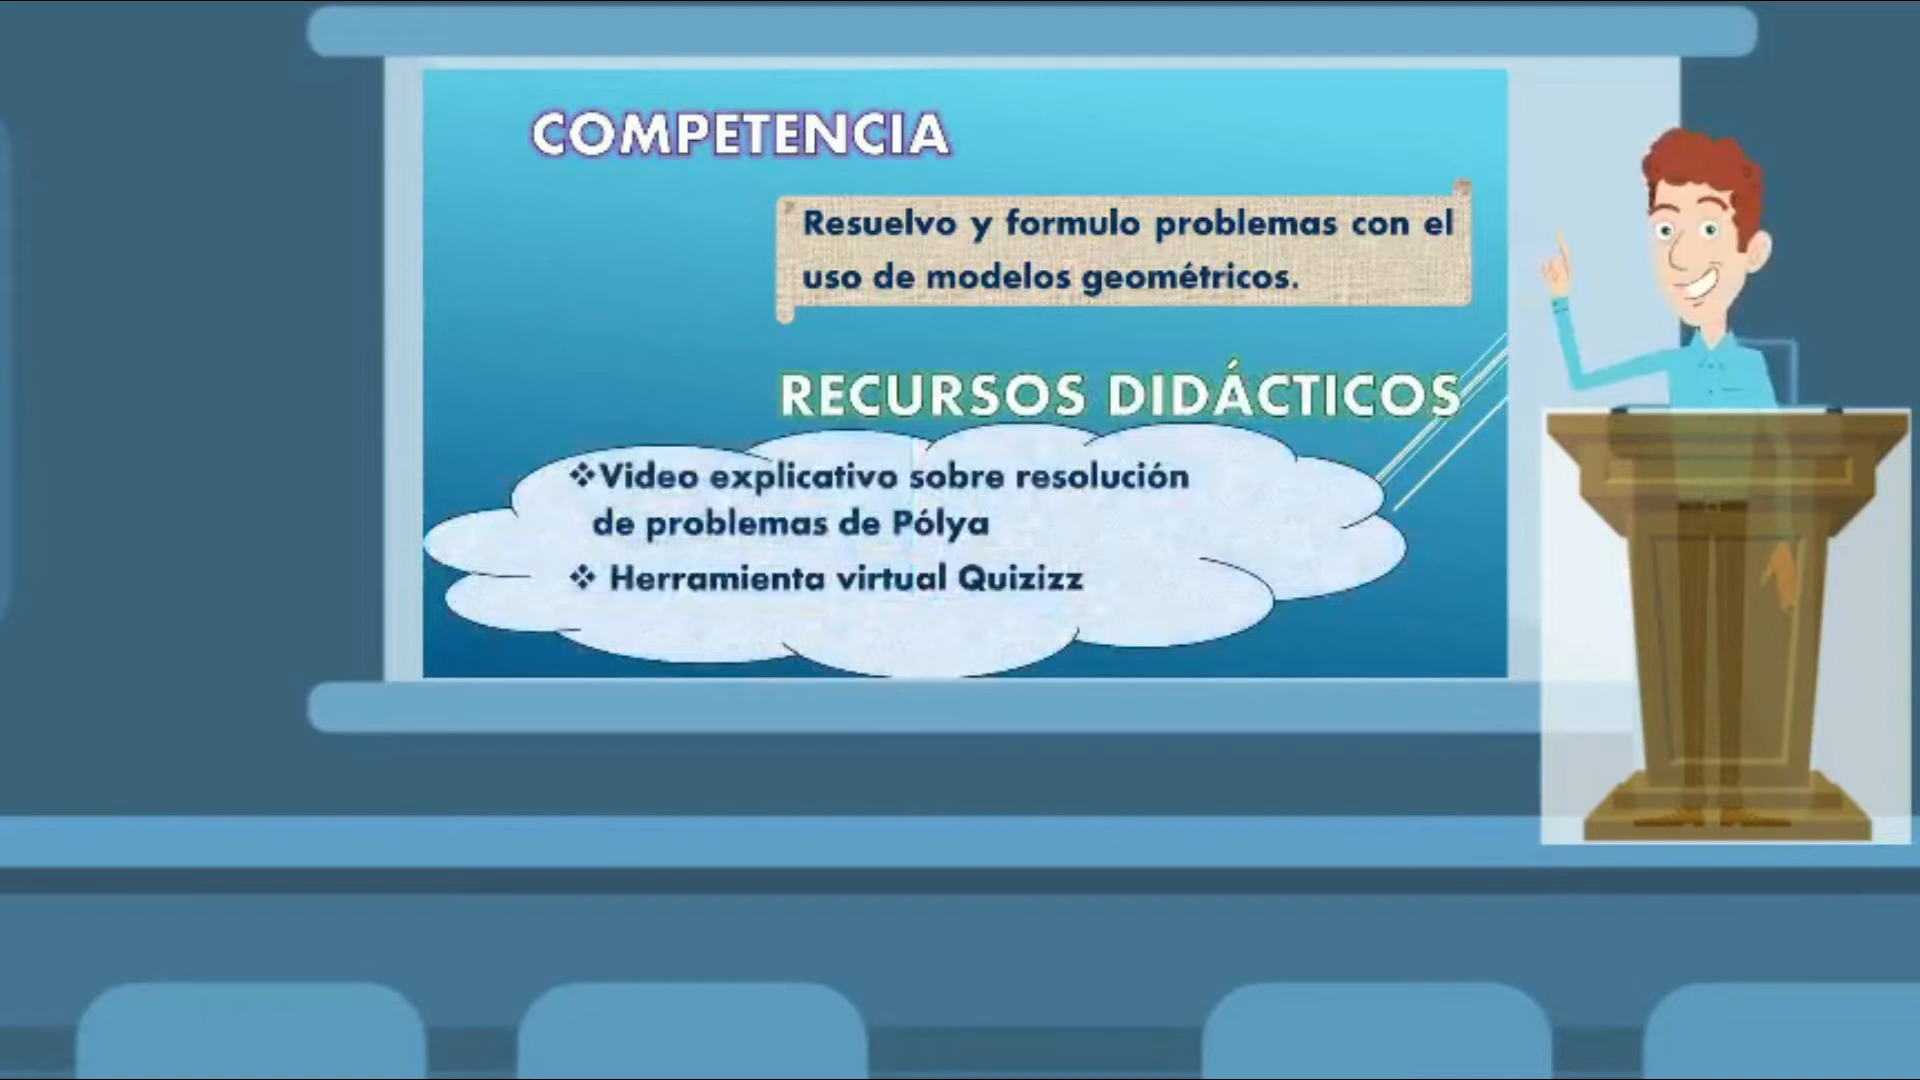 COMPETENCIA
Resuelvo y formulo problemas con el
uso de modelos geométricos.
RECURSOS DIDÁCTICOS
❖Video explicativo sobre resolución
de problemas de Pólya
❖ Herramienta virtual Quizizz